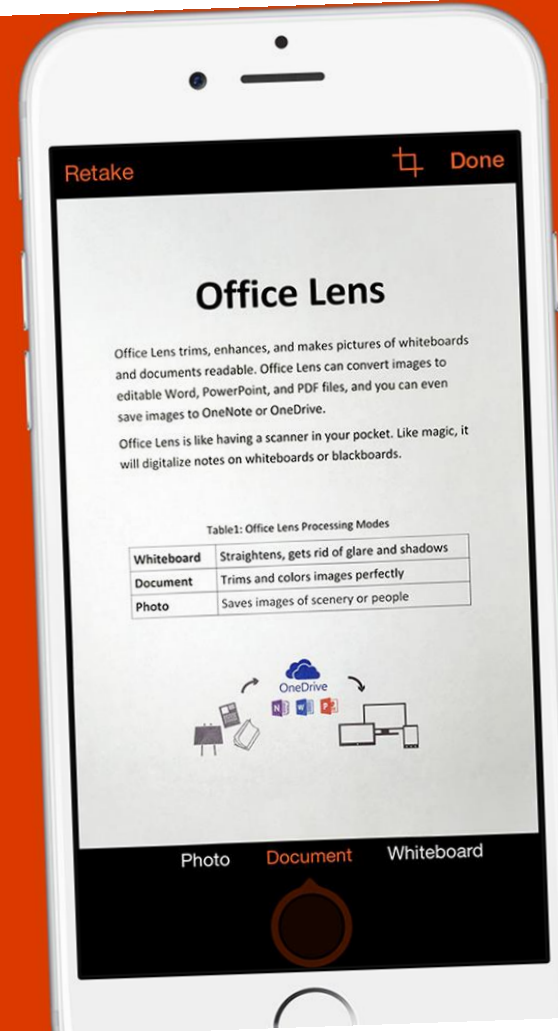 Retake
Done
Office Lens
Office Lens trims, enhances, and makes pictures of whiteboards
and documents readable. Office Lens can convert images to
editable Word, PowerPoint, and PDF files, and you can even
save images to OneNote or OneDrive.
Office Lens is like having a scanner in your pocket. Like magic, it
will digitalize notes on whiteboards or blackboards.
Table1: Office Lens Processing Modes
Whiteboard Straightens, gets rid of glare and shadows
Document Trims and colors images perfectly
Photo Saves images of scenery or people
OneDrive
N W P
Photo Document Whiteboard